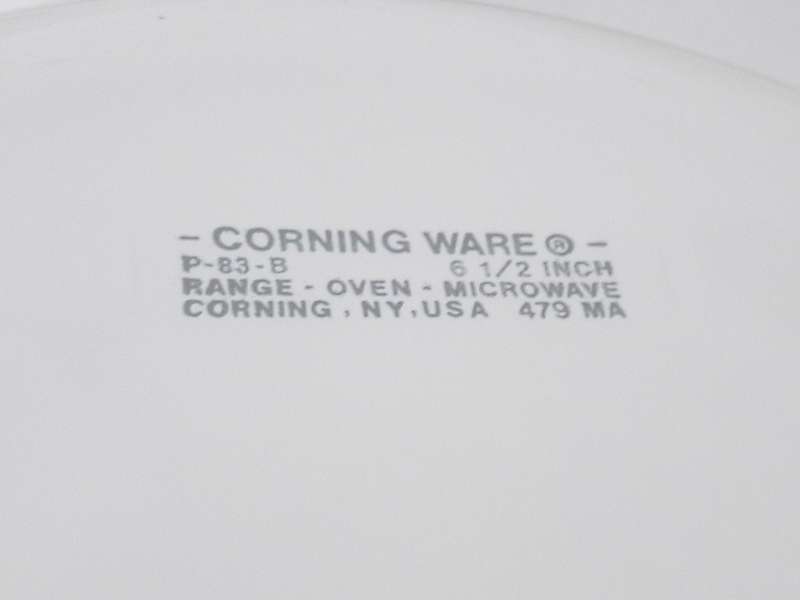 - CORNING WARE ® -
P-83-B 6 1/2 INCH
RANGE - OVEN - MICROWAVE
CORNING , NY, USA 479 MA